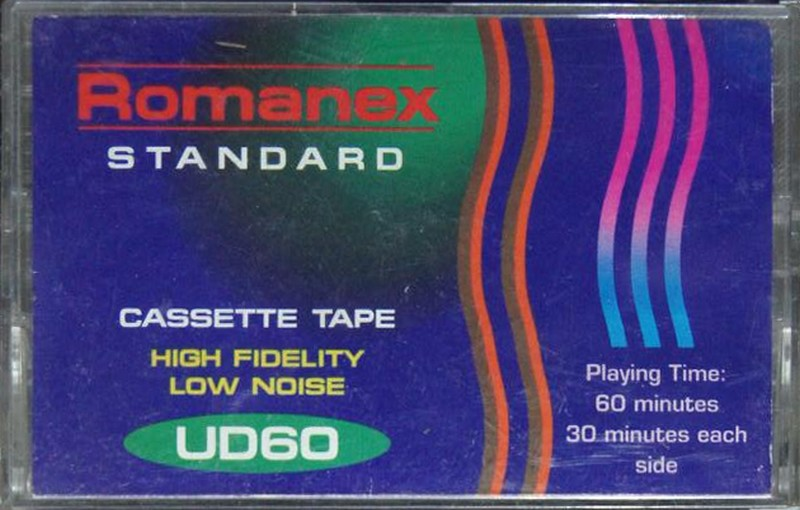 Romanex
STANDARD
CASSETTE TAPE
HIGH FIDELITY
LOW NOISE
UD60
Playing Time:
60 minutes
30 minutes each
side